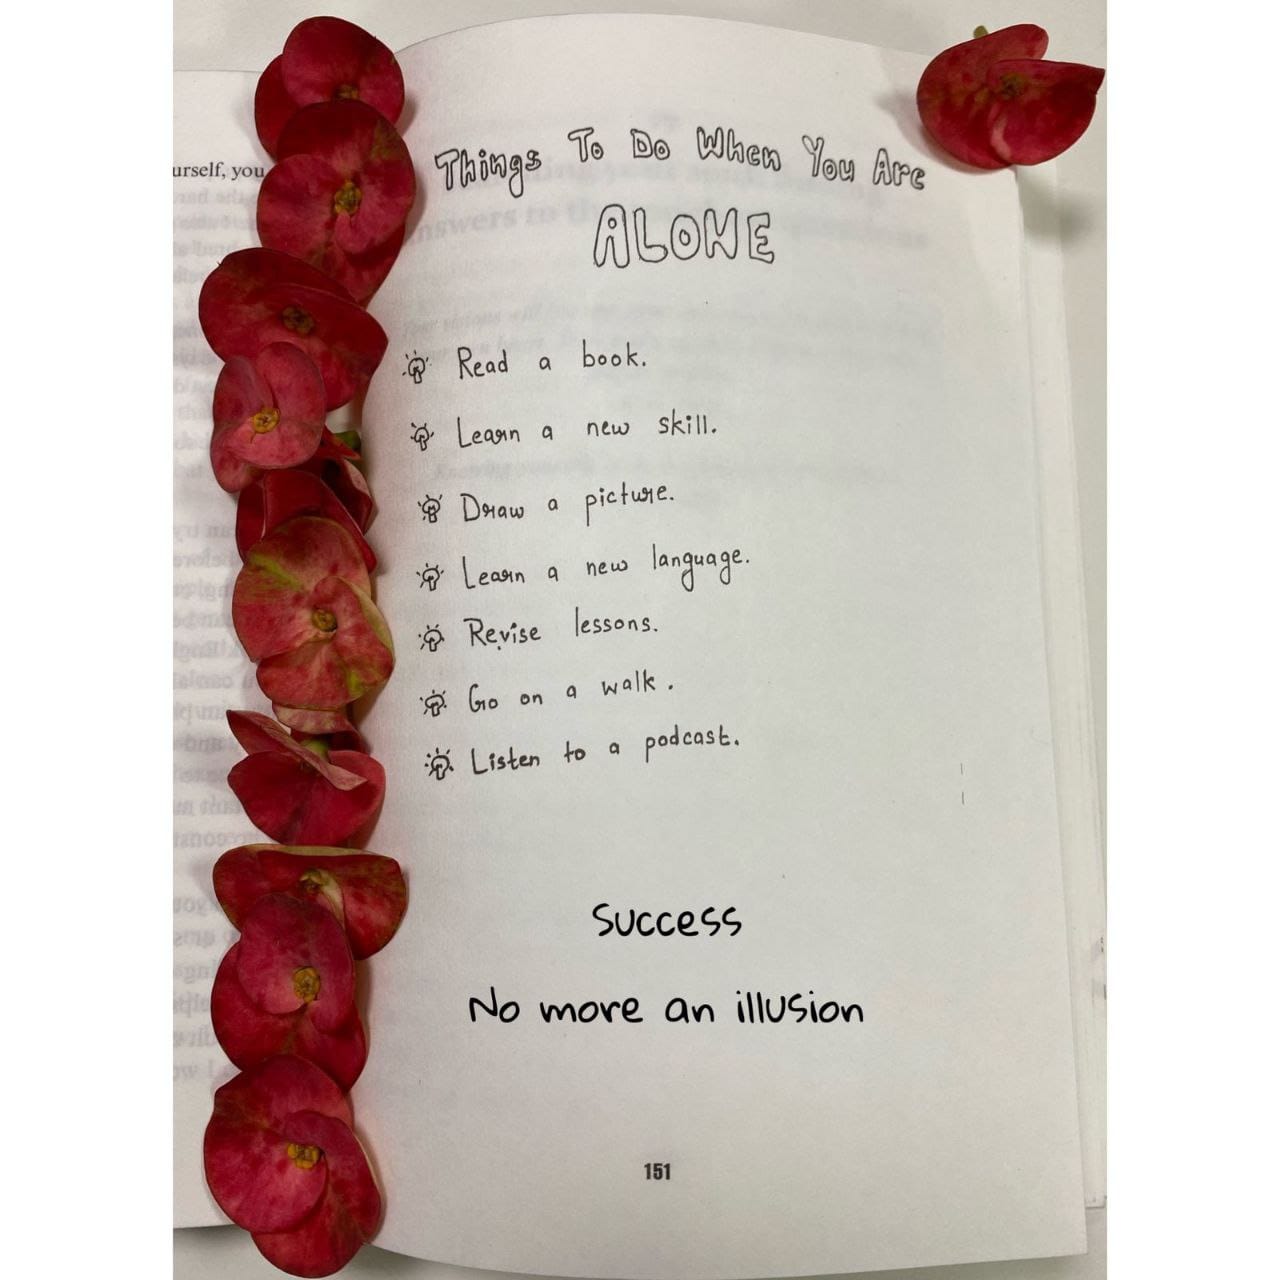 urself, you
Things To Do When You Are
ALONE
Read a book.
Learn a new skill.
Draw a picture.
Learn a new language.
Revise lessons.
Go on a walk.
Listen to a podcast.
Success
No more an illusion
151